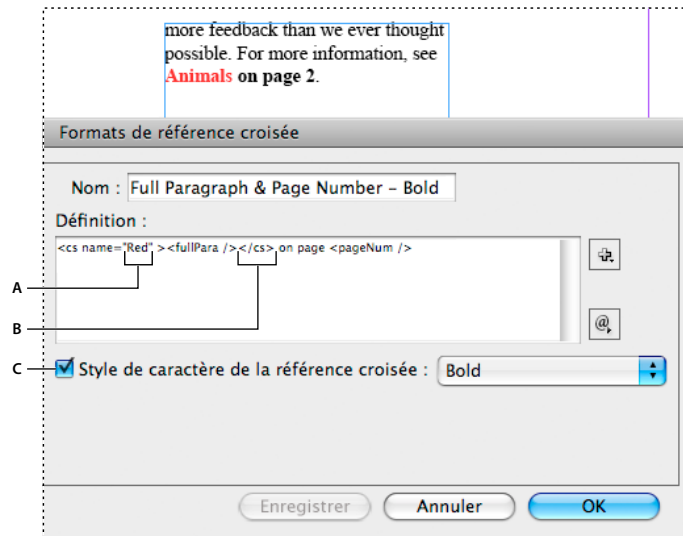 more feedback than we ever thought
possible. For more information, see
Animals on page 2.
Formats de référence croisée
Nom : Full Paragraph & Page Number – Bold
Définition :
<cs name="Red" ><fullPara /></cs> on page <pageNum />
A
B
C
Style de caractère de la référence croisée : Bold
Enregistrer Annuler OK